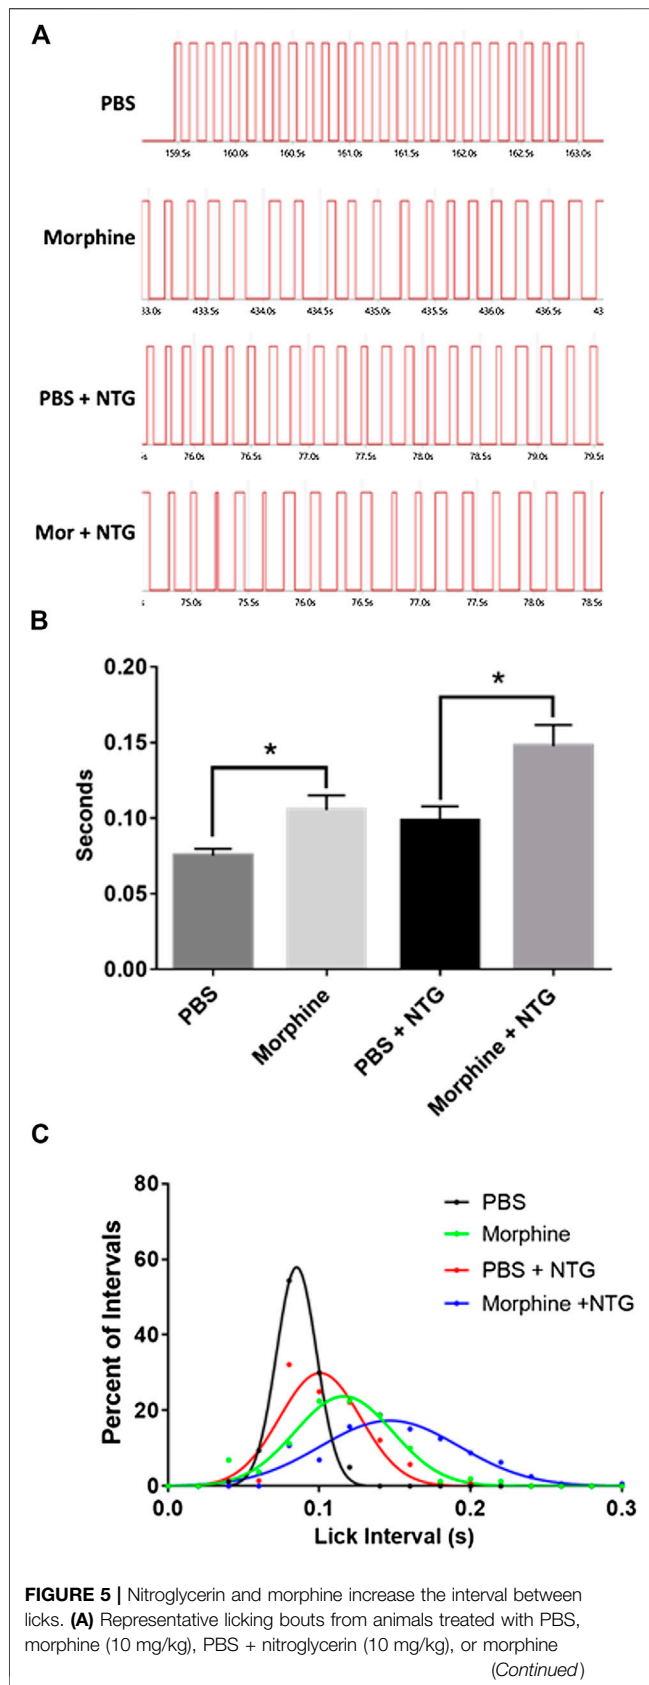 A
PBS
159.5s 160.0s 160.5s 161.0s 161.5s 162.0s 162.5s 163.0s
Morphine
33.0s 433.5s 434.0s 434.5s 435.0s 435.5s 436.0s 436.5s 43
PBS + NTG
5s 76.0s 76.5s 77.0s 77.5s 78.0s 78.5s 79.0s 79.5s
Mor + NTG
75.0s 75.5s 76.0s 76.5s 77.0s 77.5s 78.0s 78.5s
B
0.20
0.15
0.10
0.05
0.00
Seconds
*
*
PBS
Morphine
PBS + NTG
Morphine + NTG
C
80
60
40
20
0
Percent of Intervals
PBS
Morphine
PBS + NTG
Morphine +NTG
0.0 0.1 0.2 0.3
Lick Interval (s)
FIGURE 5 | Nitroglycerin and morphine increase the interval between
licks. (A) Representative licking bouts from animals treated with PBS,
morphine (10 mg/kg), PBS + nitroglycerin (10 mg/kg), or morphine
(Continued)